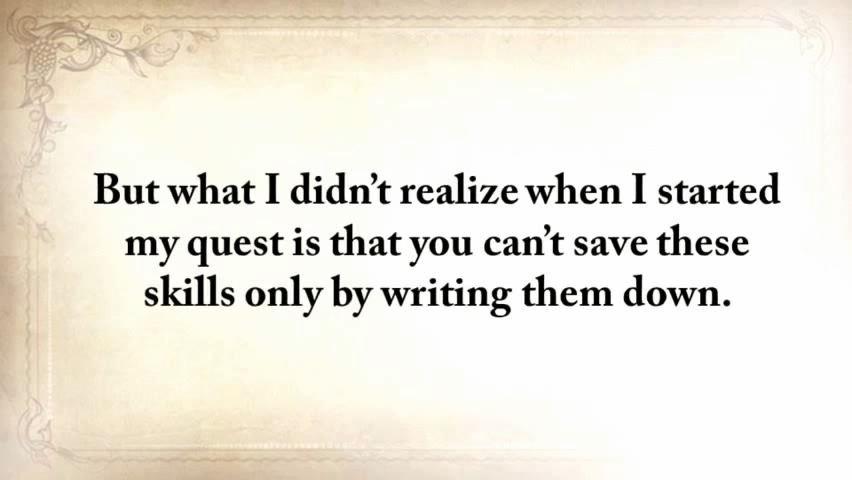 But what I didn’t realize when I started
my quest is that you can’t save these
skills only by writing them down.